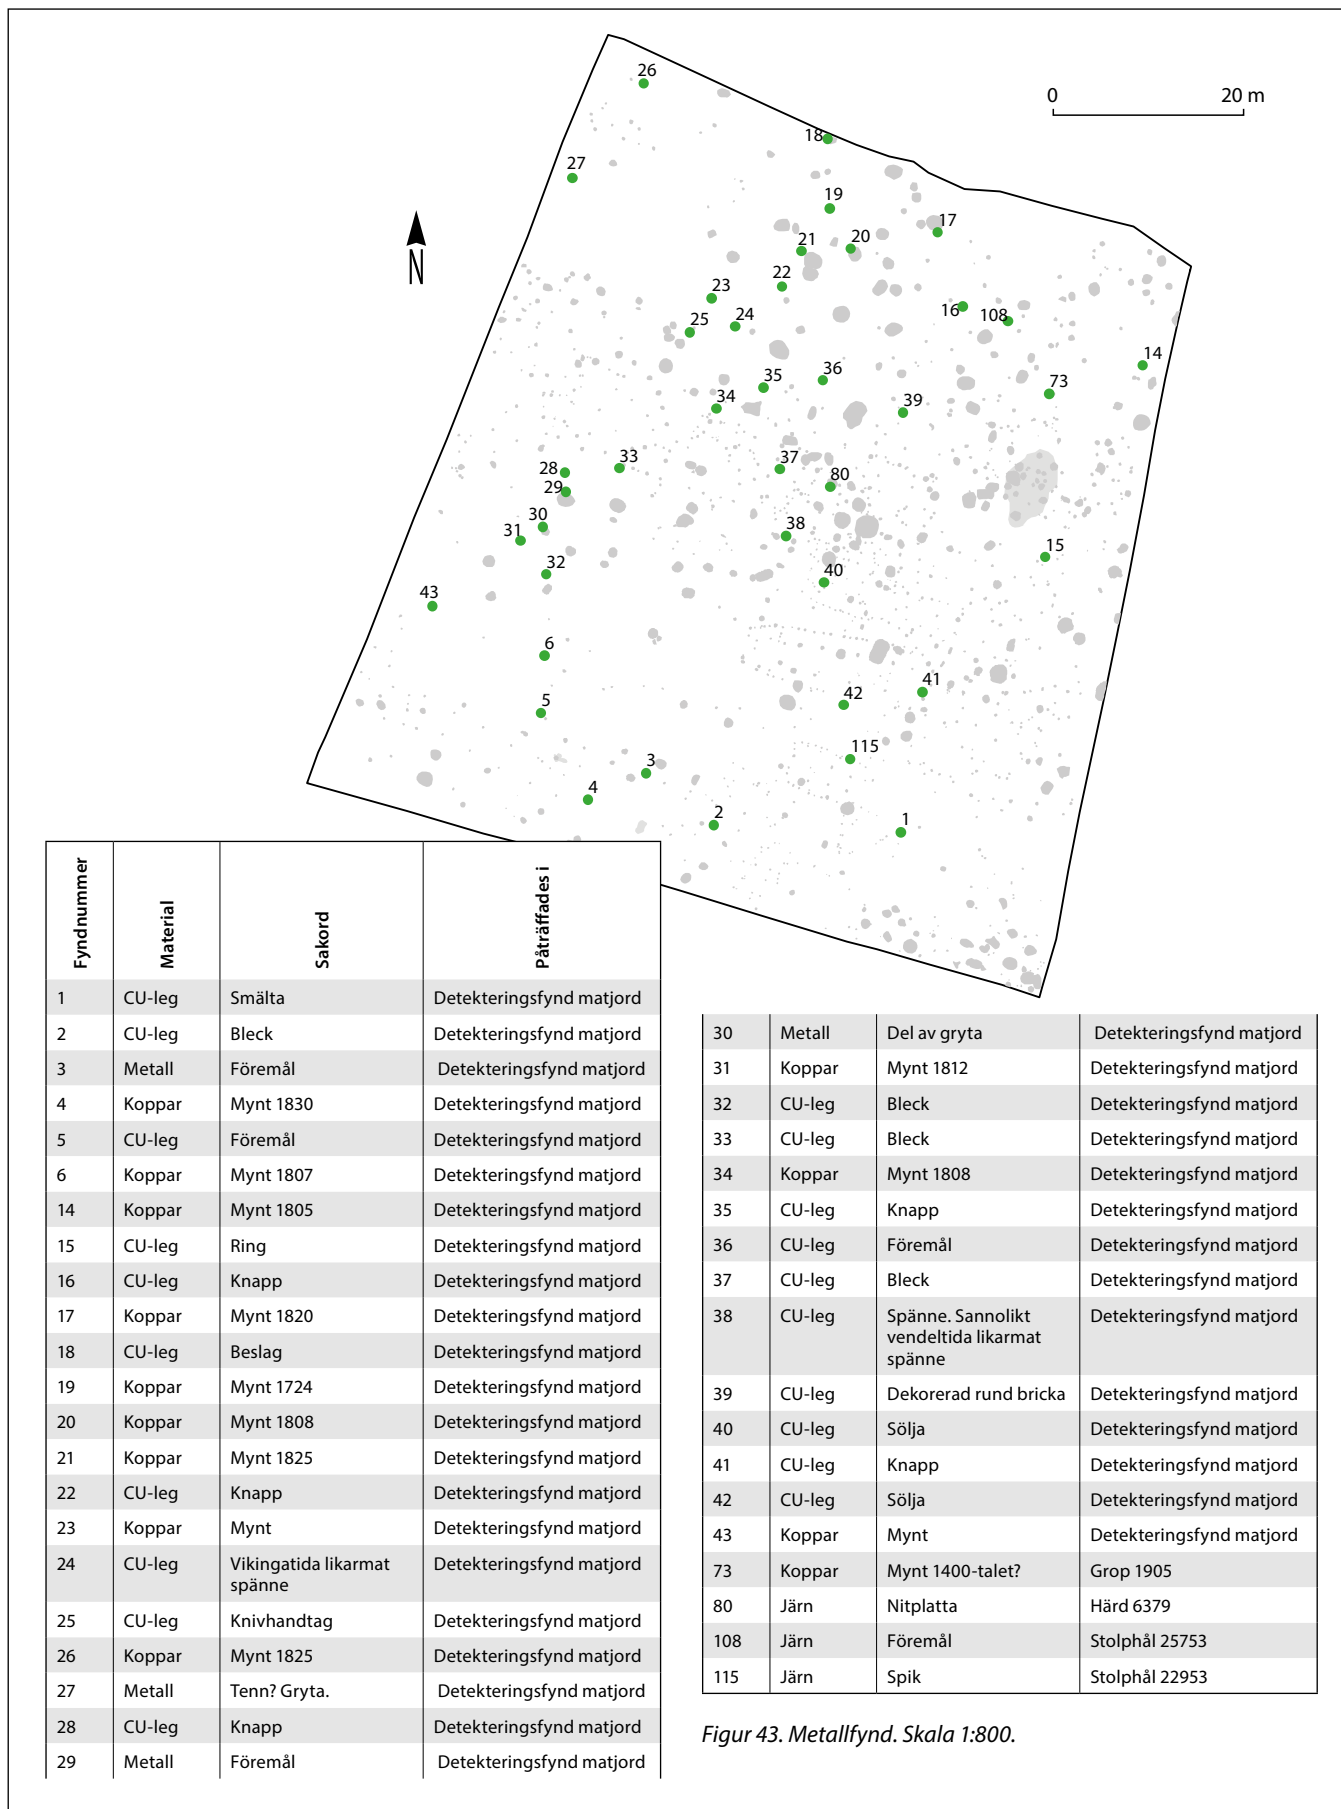 26
0 20 m
18
27
19
17
21
20
22
23
16
108
24
25
14
35
36
73
34
39
33
37
28
80
29
30
38
31
15
32
40
43
6
41
5
42
115
3
4
2
1
N
Fyndnummer Material Sakord Påträffades i
1 CU-leg Smälta Detekteringsfynd matjord
2 CU-leg Bleck Detekteringsfynd matjord
3 Metall Föremål Detekteringsfynd matjord
4 Koppar Mynt 1830 Detekteringsfynd matjord
5 CU-leg Föremål Detekteringsfynd matjord
6 Koppar Mynt 1807 Detekteringsfynd matjord
14 Koppar Mynt 1805 Detekteringsfynd matjord
15 CU-leg Ring Detekteringsfynd matjord
16 CU-leg Knapp Detekteringsfynd matjord
17 Koppar Mynt 1820 Detekteringsfynd matjord
18 CU-leg Beslag Detekteringsfynd matjord
19 Koppar Mynt 1724 Detekteringsfynd matjord
20 Koppar Mynt 1808 Detekteringsfynd matjord
21 Koppar Mynt 1825 Detekteringsfynd matjord
22 CU-leg Knapp Detekteringsfynd matjord
23 Koppar Mynt Detekteringsfynd matjord
24 CU-leg Vikingatida likarmat Detekteringsfynd matjord
spänne
25 CU-leg Knivhandtag Detekteringsfynd matjord
26 Koppar Mynt 1825 Detekteringsfynd matjord
27 Metall Tenn? Gryta. Detekteringsfynd matjord
28 CU-leg Knapp Detekteringsfynd matjord
29 Metall Föremål Detekteringsfynd matjord
30 Metall Del av gryta Detekteringsfynd matjord
31 Koppar Mynt 1812 Detekteringsfynd matjord
32 CU-leg Bleck Detekteringsfynd matjord
33 CU-leg Bleck Detekteringsfynd matjord
34 Koppar Mynt 1808 Detekteringsfynd matjord
35 CU-leg Knapp Detekteringsfynd matjord
36 CU-leg Föremål Detekteringsfynd matjord
37 CU-leg Bleck Detekteringsfynd matjord
38 CU-leg Spänne. Sannolikt Detekteringsfynd matjord
vendeltida likarmat
spänne
39 CU-leg Dekorerad rund bricka Detekteringsfynd matjord
40 CU-leg Sölja Detekteringsfynd matjord
41 CU-leg Knapp Detekteringsfynd matjord
42 CU-leg Sölja Detekteringsfynd matjord
43 Koppar Mynt Detekteringsfynd matjord
73 Koppar Mynt 1400-talet? Grop 1905
80 Järn Nitplatta Härd 6379
108 Järn Föremål Stolphål 25753
115 Järn Spik Stolphål 22953
Figur 43. Metallfynd. Skala 1:800.